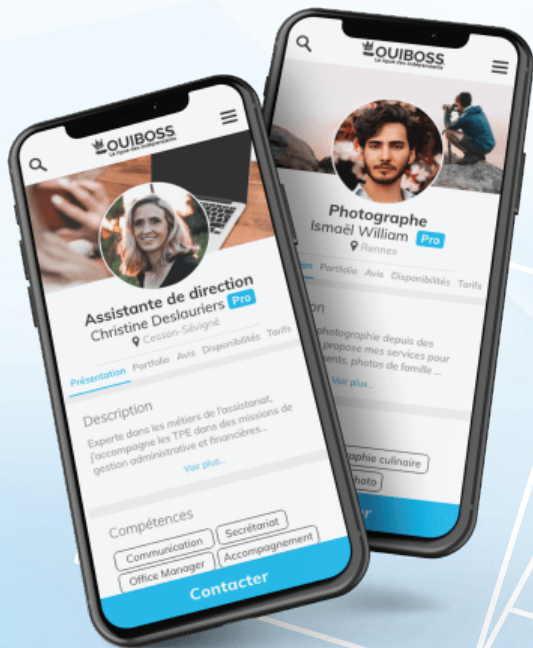 OUIBOSS
La ligue des indépendants
Assistante de direction
Christine Deslauriers Pro
Cesson-Sévigné
Présentation Portfolio Avis Disponibilités Tarifs
Description
Experte dans les métiers de l'assistanat,
j'accompagne les TPE dans des missions de
gestion administrative et financières...
Voir plus...
Compétences
Communication Secrétariat
Office Manager Accompagnement
Contacter
OUIBOSS
La ligue des indépendants
Photographe
Ismaël William Pro
Rennes
Portfolio Avis Disponibilités Tarifs
photographie depuis des
propose mes services pour
photos de famille ...
Voir plus...
culinaire